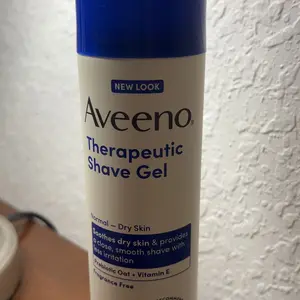 NEW LOOK
Aveeno®
Therapeutic
Shave Gel
Normal – Dry Skin
Soothes dry skin & provides
a close, smooth shave with
less irritation
Prebiotic Oat + Vitamin E
Fragrance Free